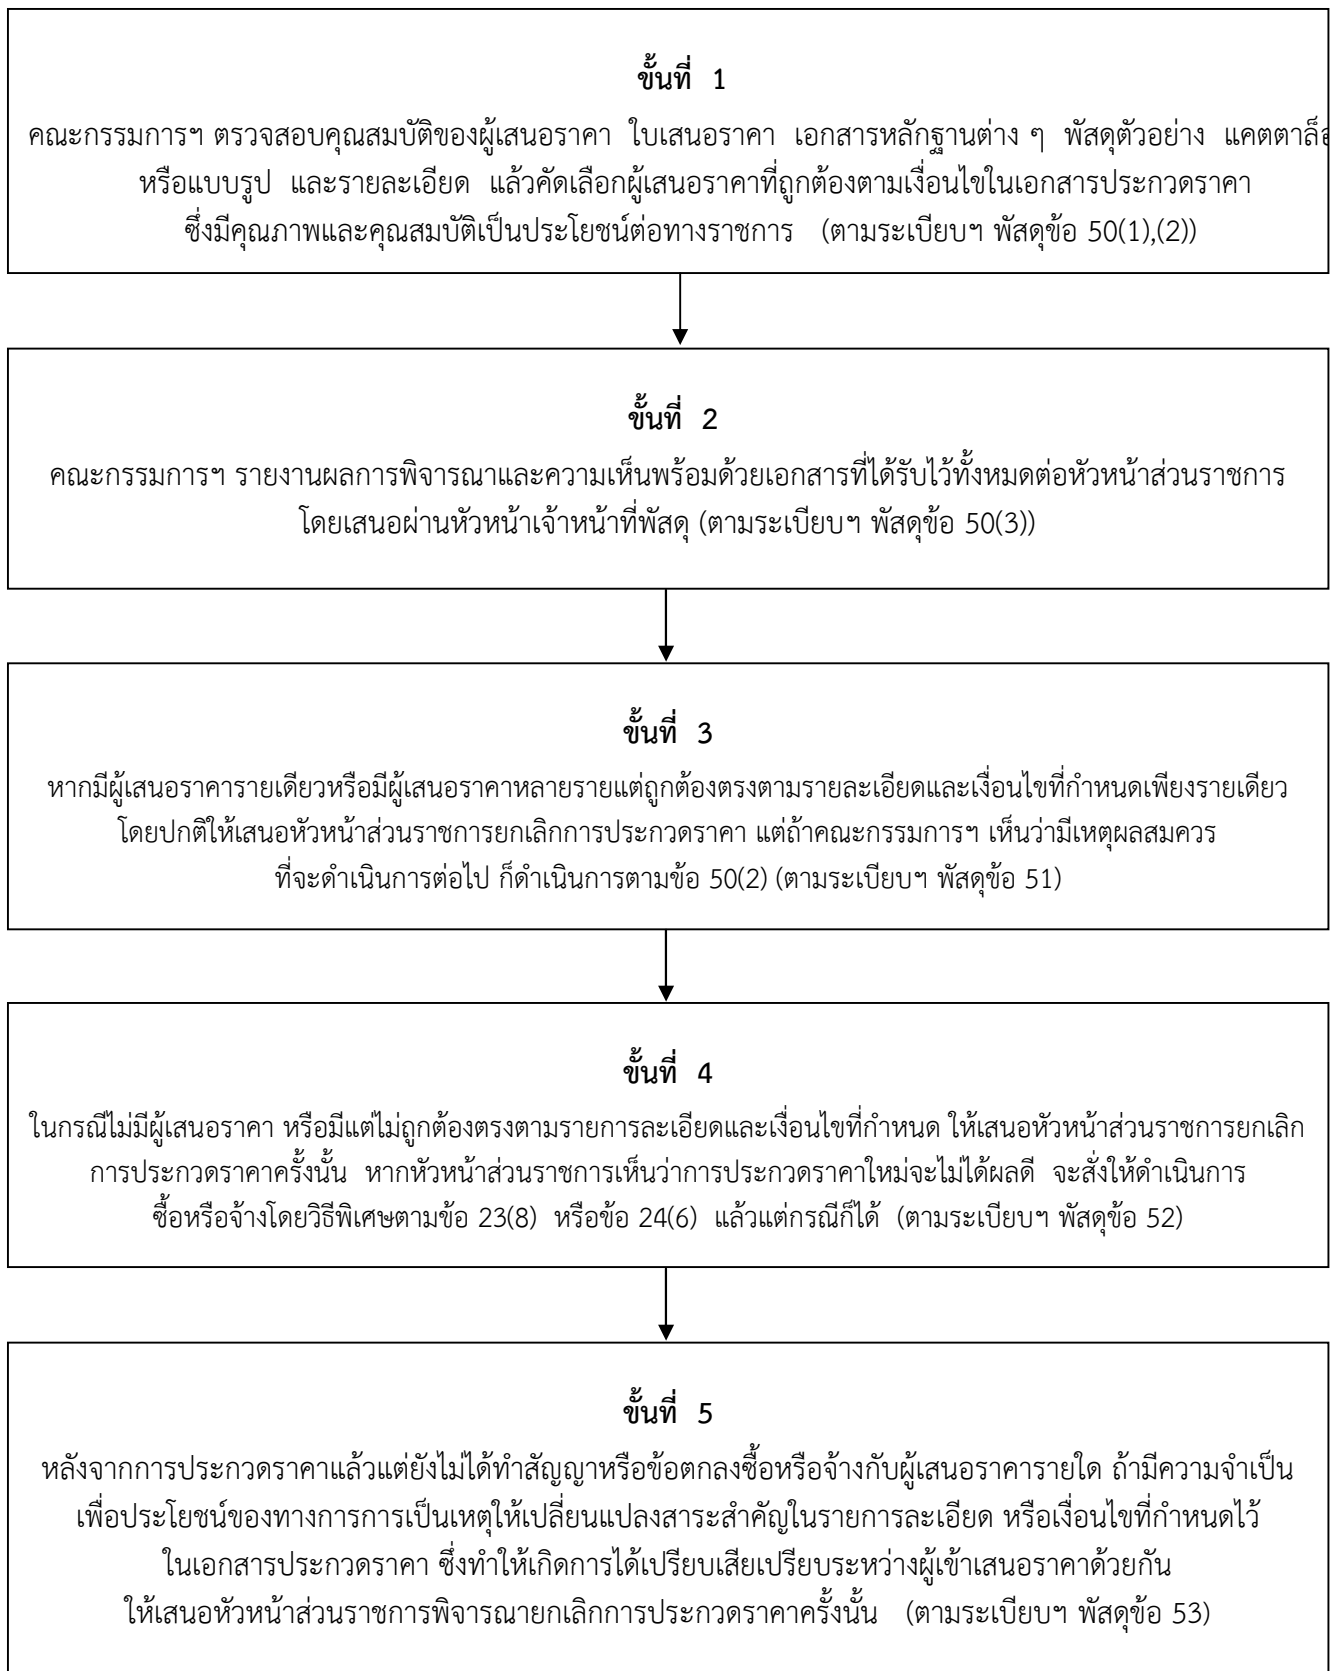 ขั้นที่ 1
คณะกรรมการฯ ตรวจสอบคุณสมบัติของผู้เสนอราคา ใบเสนอราคา เอกสารหลักฐานต่าง ๆ พัสดุตัวอย่าง
หรือแบบรูป และรายละเอียด แล้วคัดเลือกผู้เสนอราคาที่ถูกต้องตามเงื่อนไขในเอกสารประกวดราคา
ซึ่งมีคุณภาพและคุณสมบัติเป็นประโยชน์ต่อทางราชการ (ตามระเบียบฯ พัสดุข้อ 50(1),(2))
ขั้นที่ 2
คณะกรรมการฯ รายงานผลการพิจารณาและความเห็นพร้อมด้วยเอกสารที่ได้รับไว้ทั้งหมดต่อหัวหน้าส่วนราชการ
โดยเสนอผ่านหัวหน้าเจ้าหน้าที่พัสดุ (ตามระเบียบฯ พัสดุข้อ 50(3))
ขั้นที่ 3
หากมีผู้เสนอราคารายเดียวหรือมีผู้เสนอราคาหลายรายแต่ถูกต้องตรงตามรายละเอียดและเงื่อนไขที่กำหนดเพียงรายเดียว
โดยปกติให้เสนอหัวหน้าส่วนราชการยกเลิกการประกวดราคา แต่ถ้าคณะกรรมการฯ เห็นว่ามีเหตุผลสมควร
ที่จะดำเนินการต่อไป ก็ดำเนินการตามข้อ 50(2) (ตามระเบียบฯ พัสดุข้อ 51)
ขั้นที่ 4
ในกรณีไม่มีผู้เสนอราคา หรือมีแต่ไม่ถูกต้องตรงตามรายการละเอียดและเงื่อนไขที่กำหนด ให้เสนอหัวหน้าส่วนราชการยกเลิก
การประกวดราคาครั้งนั้น หากหัวหน้าส่วนราชการเห็นว่าการประกวดราคาใหม่จะไม่ได้ผลดี จะสั่งให้ดำเนินการ
ซื้อหรือจ้างโดยวิธีพิเศษตามข้อ 23(8) หรือข้อ 24(6) แล้วแต่กรณีก็ได้ (ตามระเบียบฯ พัสดุข้อ 52)
ขั้นที่ 5
หลังจากการประกวดราคาแล้วแต่ยังไม่ได้ทำสัญญาหรือข้อตกลงซื้อหรือจ้างกับผู้เสนอราคารายใด ถ้ามีความจำเป็น
เพื่อประโยชน์ของทางการการเป็นเหตุให้เปลี่ยนแปลงสาระสำคัญในรายการละเอียด หรือเงื่อนไขที่กำหนดไว้
ในเอกสารประกวดราคา ซึ่งทำให้เกิดการได้เปรียบเสียเปรียบระหว่างผู้เข้าเสนอราคาด้วยกัน
ให้เสนอหัวหน้าส่วนราชการพิจารณายกเลิกการประกวดราคาครั้งนั้น (ตามระเบียบฯ พัสดุข้อ 53)